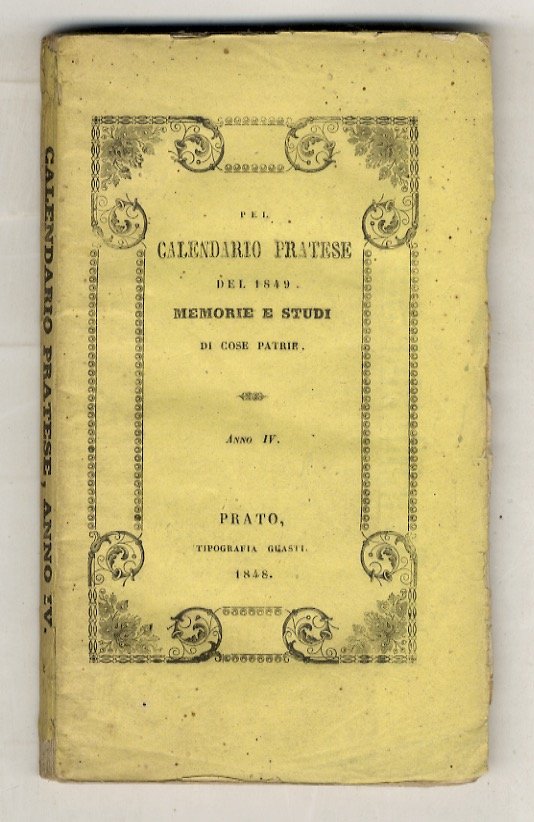 PEL
CALENDARIO PRATESE
DEL 1849.
MEMORIE E STUDI
DI COSE PATRIE.
ANNO IV.
PRATO,
TIPOGRAFIA GUASTI.
1848.
CALENDARIO PRATESE, ANNO IV.